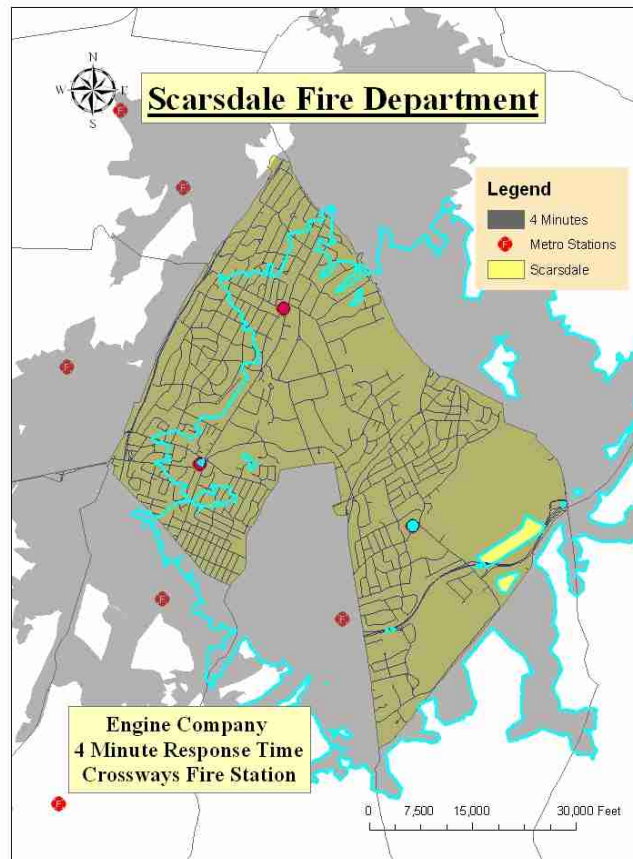 Scarsdale Fire Department
N
W E
S
Legend
4 Minutes
F Metro Stations
Scarsdale
F
F
F
F
F
F
Engine Company
4 Minute Response Time
Crossways Fire Station
0 7,500 15,000 30,000 Feet